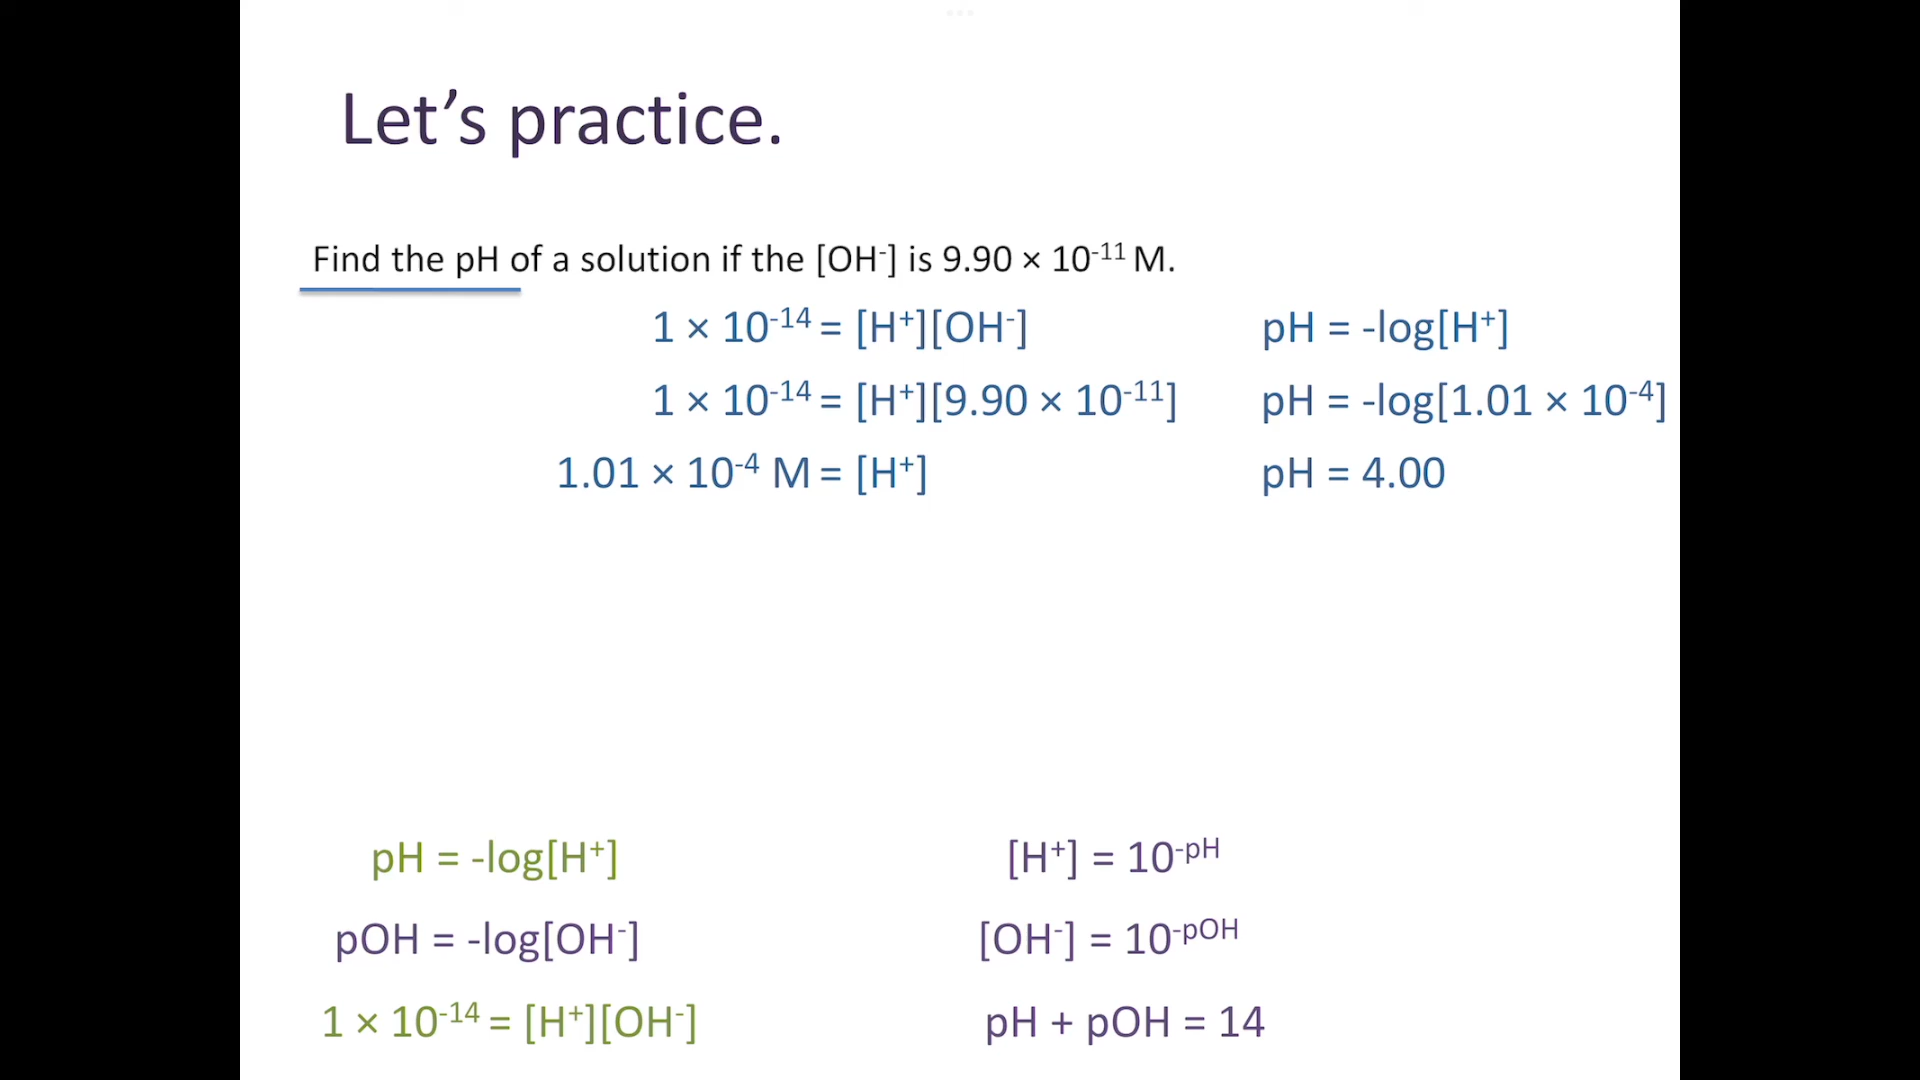 Let’s practice.
Find the pH of a solution if the [OH⁻] is 9.90 × 10⁻¹¹ M.
1 × 10⁻¹⁴ = [H⁺][OH⁻]
pH = -log[H⁺]
1 × 10⁻¹⁴ = [H⁺][9.90 × 10⁻¹¹]
pH = -log[1.01 × 10⁻⁴]
1.01 × 10⁻⁴ M = [H⁺]
pH = 4.00
pH = -log[H⁺]
[H⁺] = 10^-pH
pOH = -log[OH⁻]
[OH⁻] = 10^-pOH
1 × 10⁻¹⁴ = [H⁺][OH⁻]
pH + pOH = 14